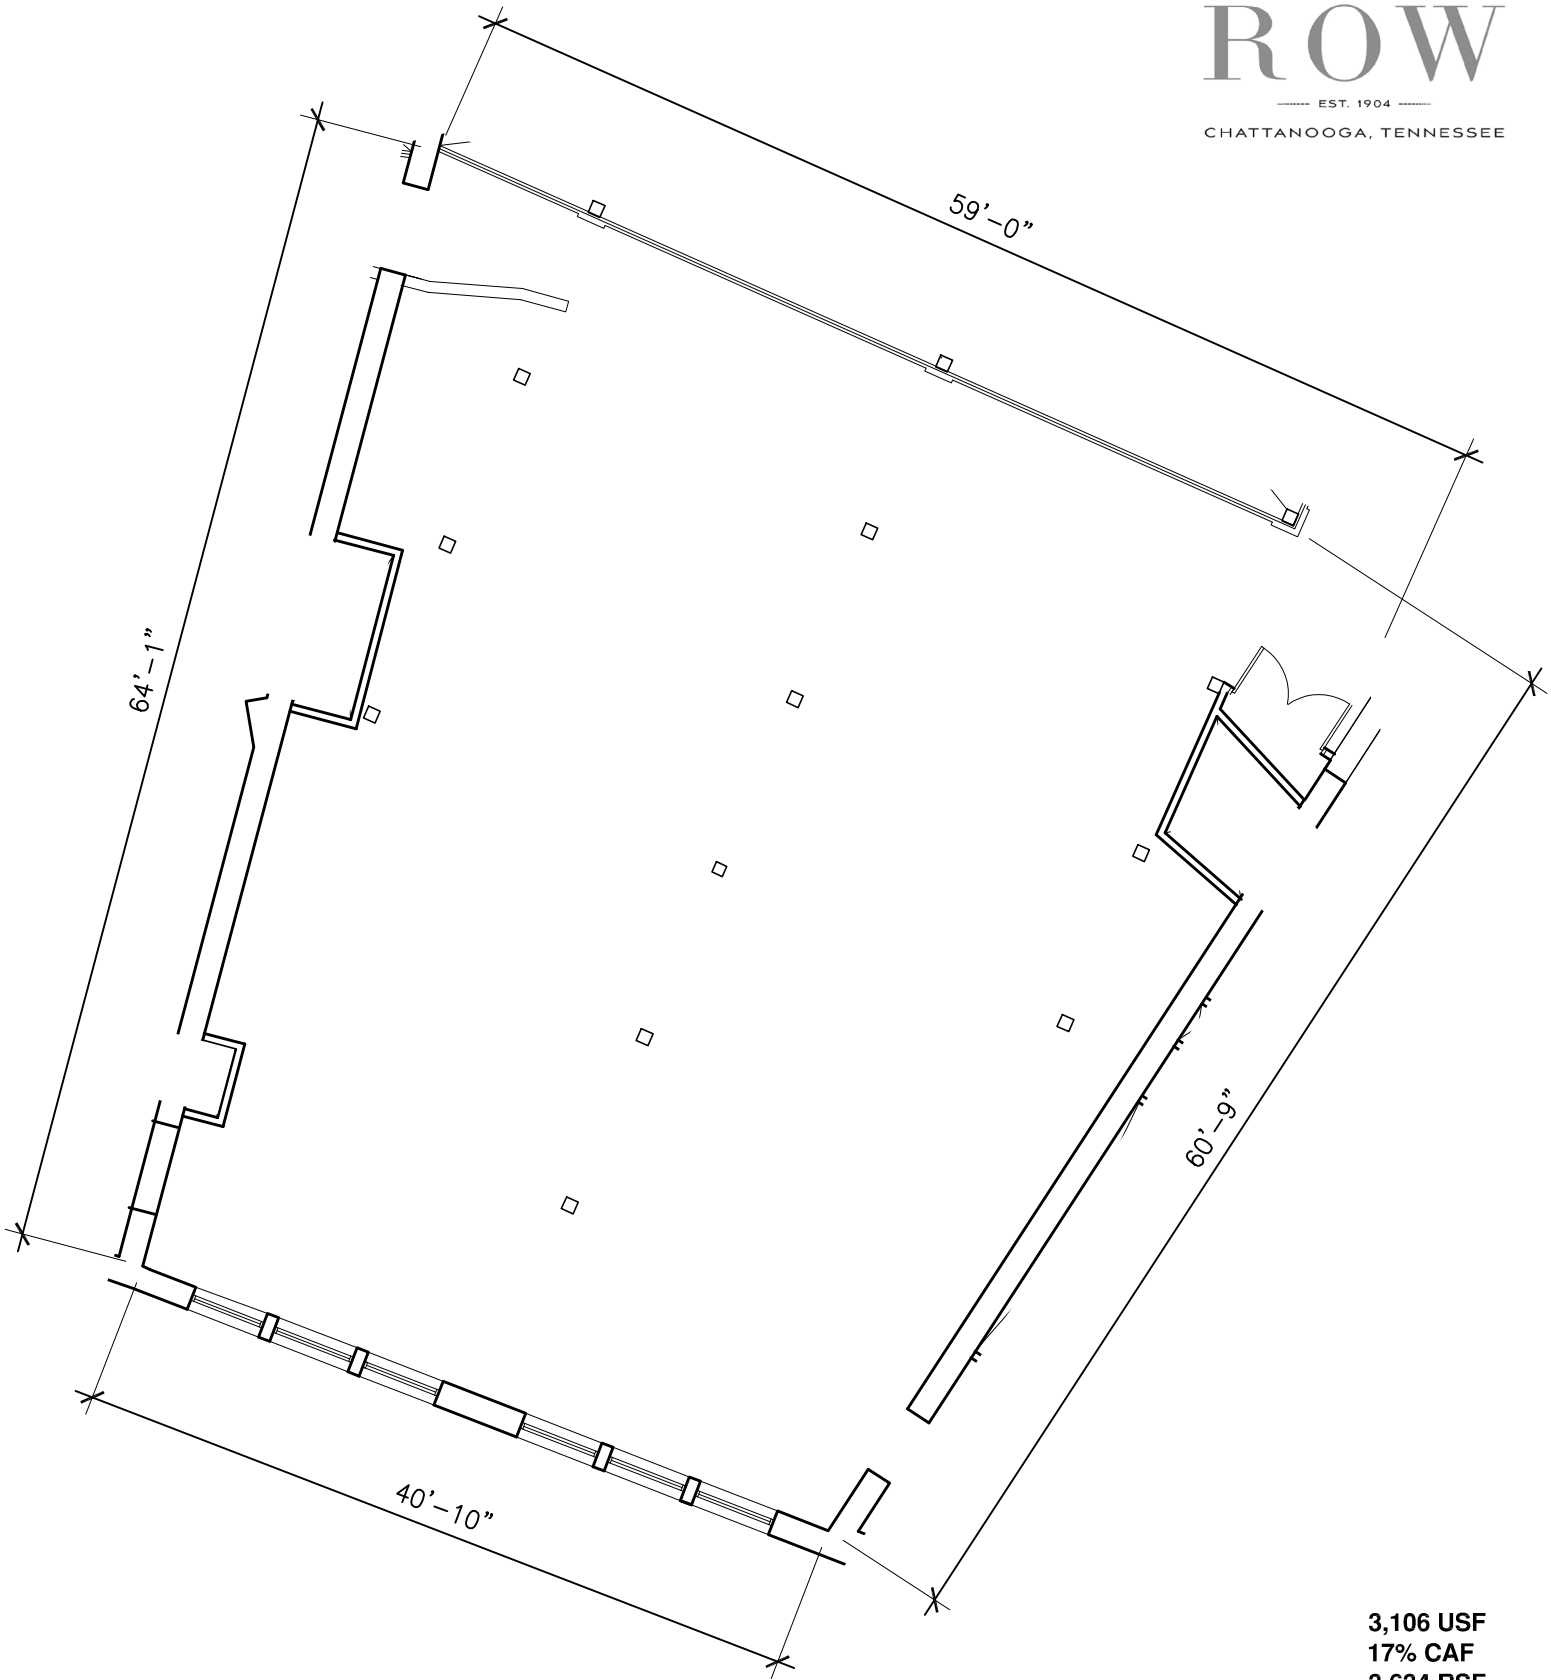 ROW
EST. 1904
CHATTANOOGA, TENNESSEE
59'-0"
64'-1"
60'-9"
40'-10"
3,106 USF
17% CAF